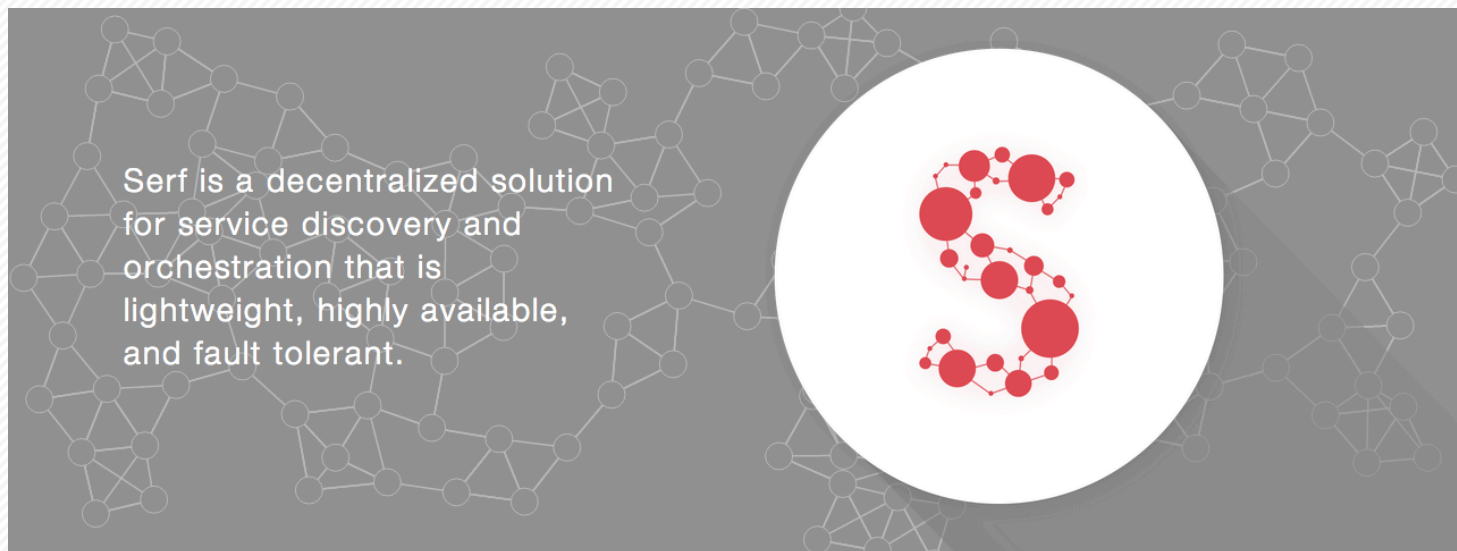 Serf is a decentralized solution
for service discovery and
orchestration that is
lightweight, highly available,
and fault tolerant.
S